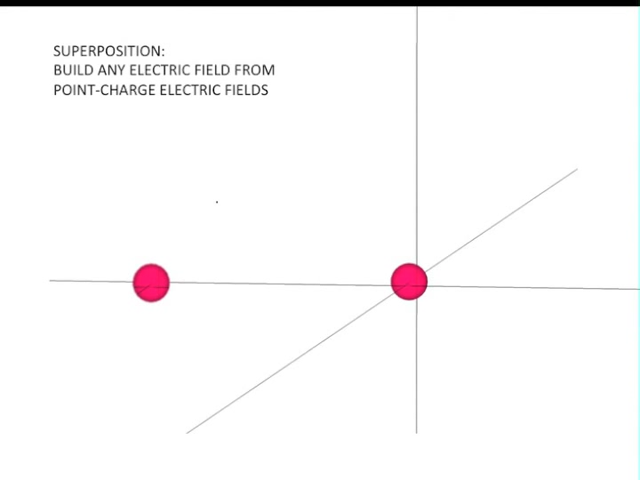 SUPERPOSITION:
BUILD ANY ELECTRIC FIELD FROM
POINT-CHARGE ELECTRIC FIELDS